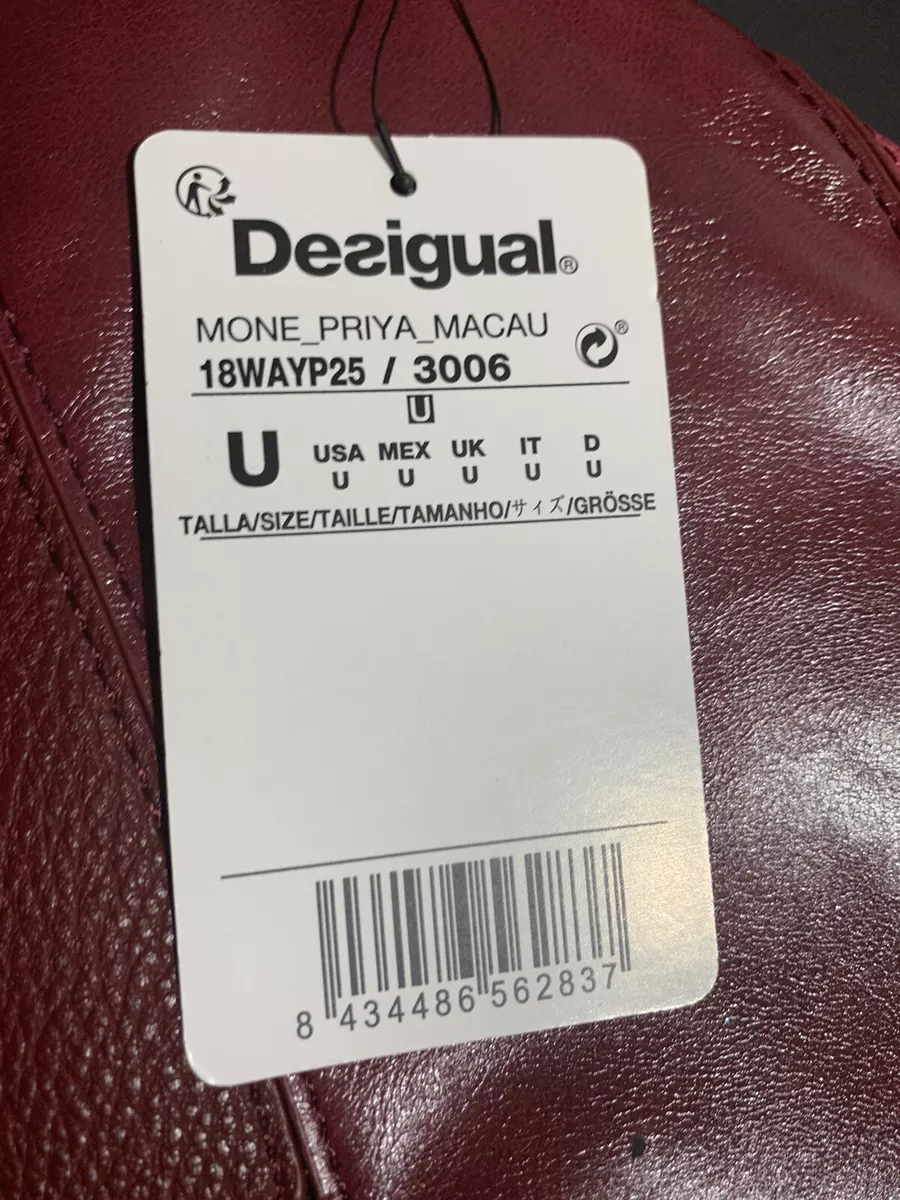 Desigual®
MONE_PRIYA_MACAU
®
18WAYP25 / 3006
U
U
USA MEX UK IT D
U U U U U
TALLA/SIZE/TAILLE/TAMANHO/サイズ/GRÖSSE
8 434486 562837